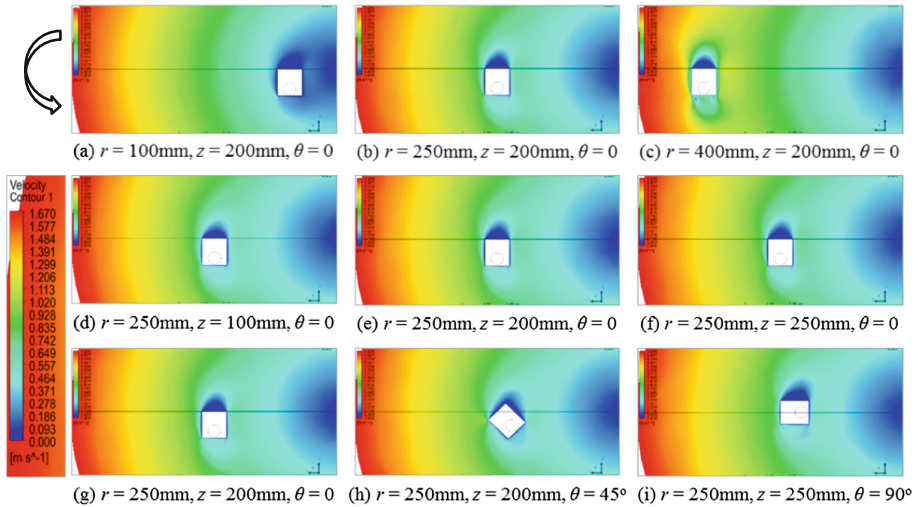 (a) r = 100mm, z = 200mm, θ = 0
(b) r = 250mm, z = 200mm, θ = 0
(c) r = 400mm, z = 200mm, θ = 0
Velocity
Contour 1
1.670
1.577
1.484
1.391
1.299
1.206
1.113
1.020
0.928
0.835
0.742
0.649
0.557
0.464
0.371
0.278
0.186
0.093
0.000
[m s^-1]
(d) r = 250mm, z = 100mm, θ = 0
(e) r = 250mm, z = 200mm, θ = 0
(f) r = 250mm, z = 250mm, θ = 0
(g) r = 250mm, z = 200mm, θ = 0
(h) r = 250mm, z = 200mm, θ = 45º
(i) r = 250mm, z = 250mm, θ = 90º